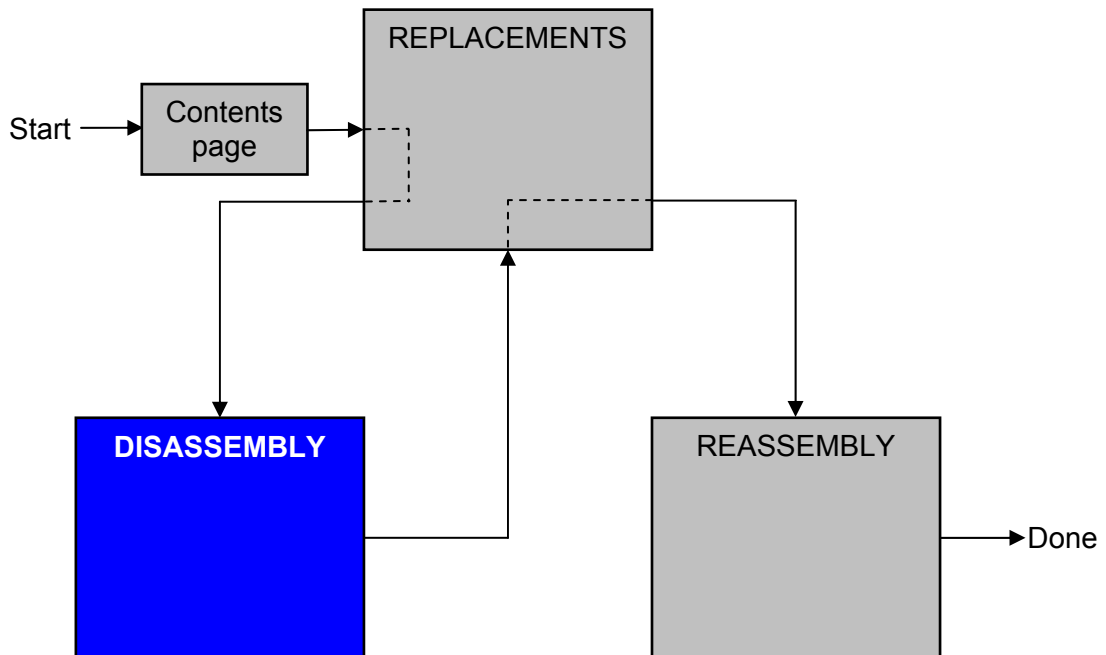 REPLACEMENTS
Start
Contents
page
DISASSEMBLY
REASSEMBLY
Done